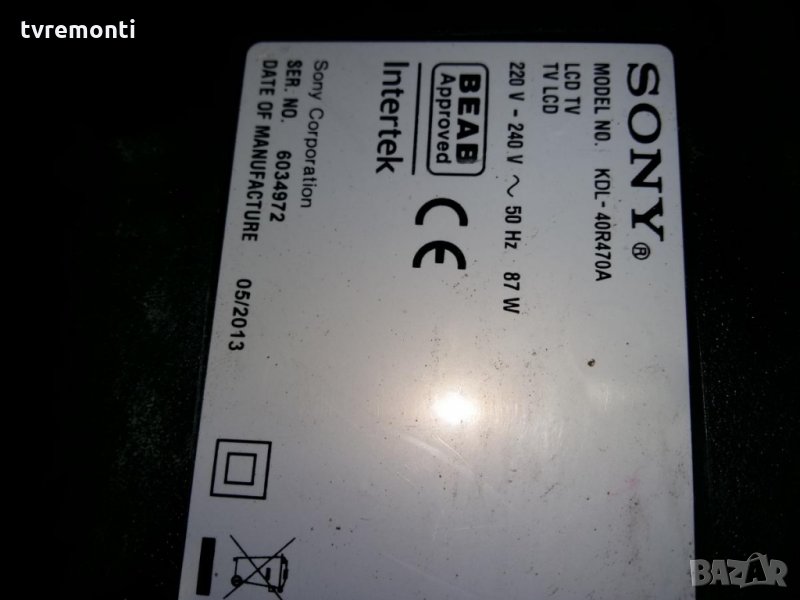 tvremonti
SONY®
MODEL NO. KDL-40R470A
LCD TV
TV LCD
220 V - 240 V ~ 50 Hz 87 W
BEAB
Approved
Intertek
CE
Sony Corporation
SER. NO. 6034972
DATE OF MANUFACTURE 05/2013
BAZAR